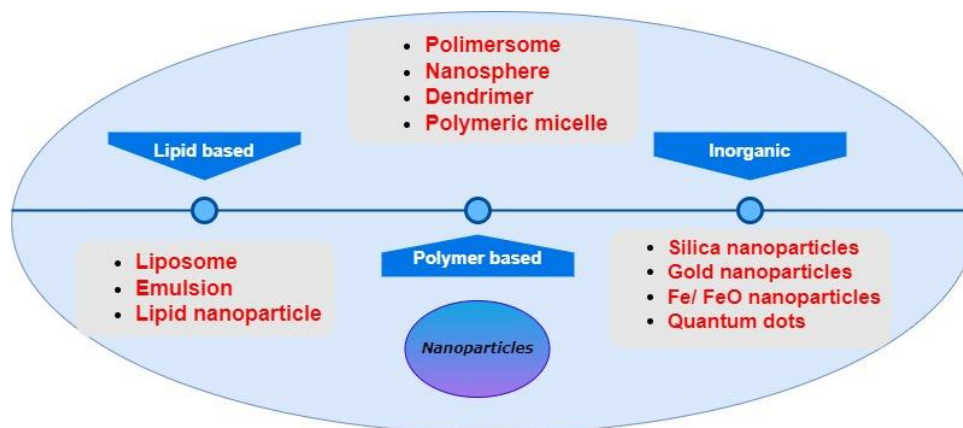 Polimersome
Nanosphere
Dendrimer
Polymeric micelle
Lipid based
Inorganic
Liposome
Emulsion
Lipid nanoparticle
Polymer based
Silica nanoparticles
Gold nanoparticles
Fe/ FeO nanoparticles
Quantum dots
Nanoparticles